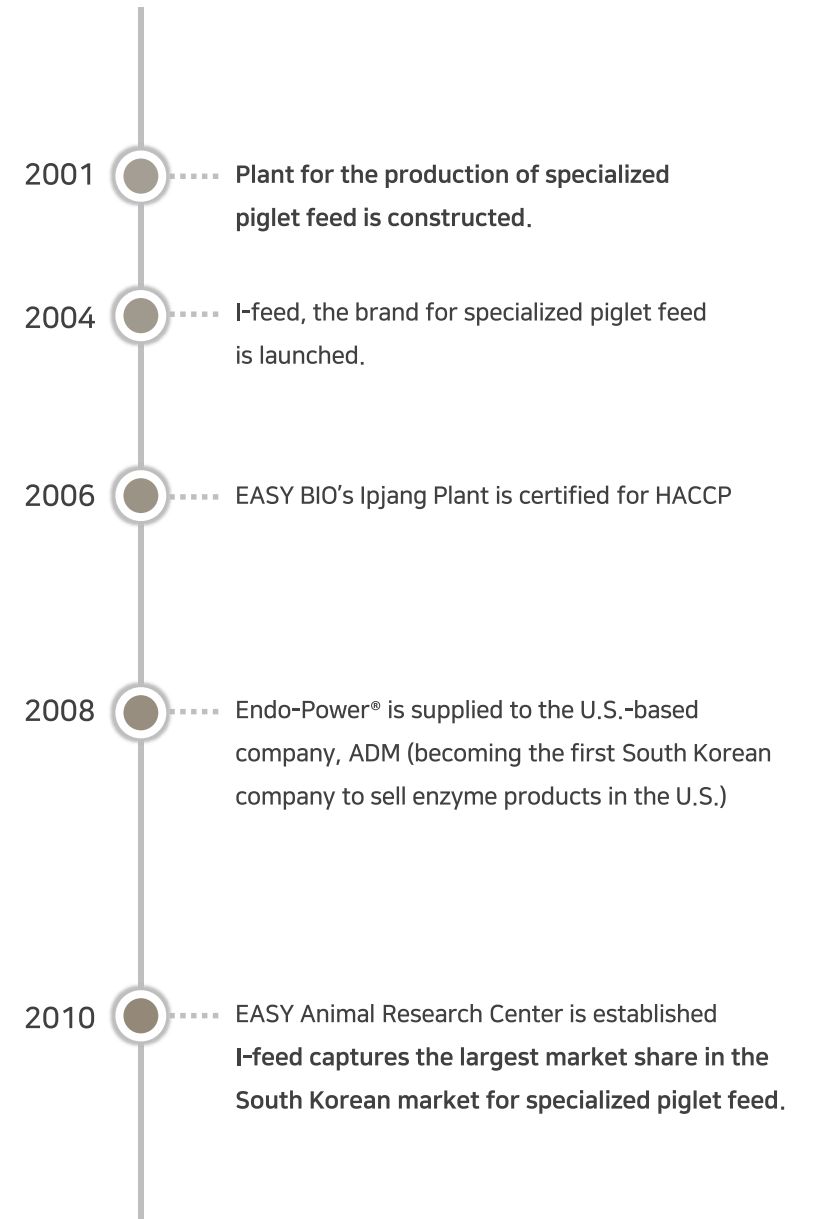 2001
Plant for the production of specialized
piglet feed is constructed.
2004
I-feed, the brand for specialized piglet feed
is launched.
2006
EASY BIO's Ipjang Plant is certified for HACCP
2008
Endo-Power® is supplied to the U.S.-based
company, ADM (becoming the first South Korean
company to sell enzyme products in the U.S.)
2010
EASY Animal Research Center is established
I-feed captures the largest market share in the
South Korean market for specialized piglet feed.